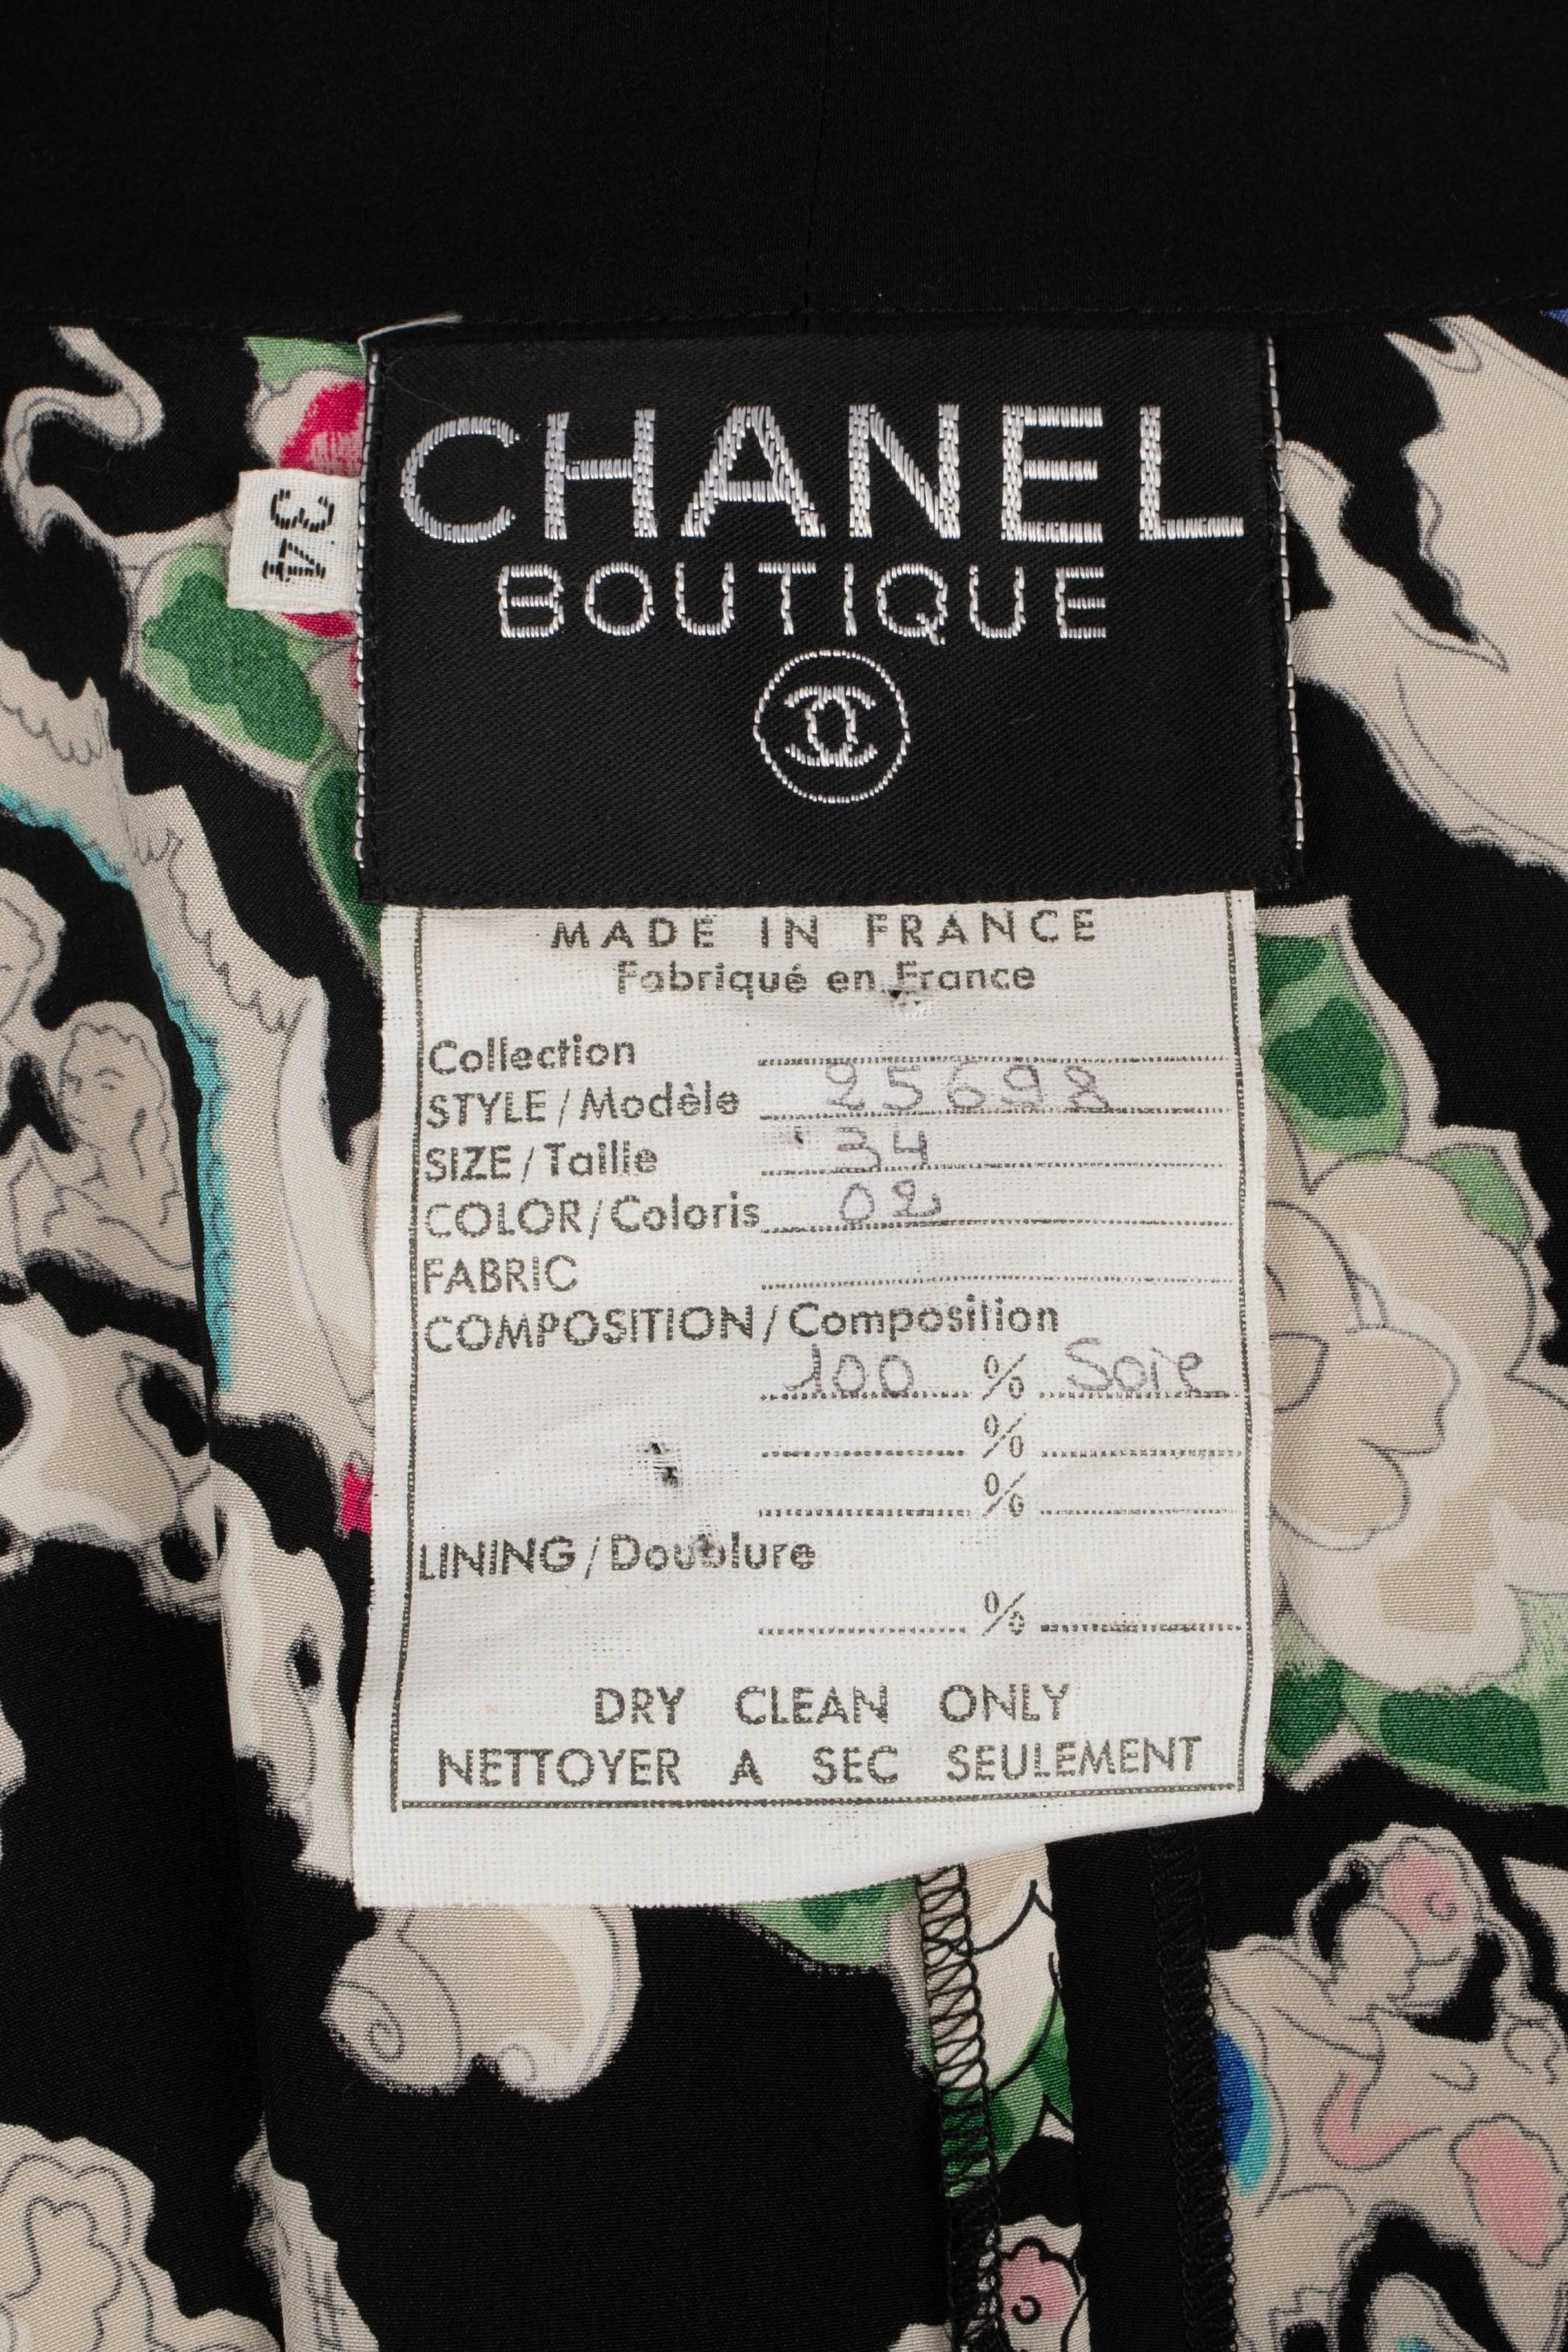 CHANEL
BOUTIQUE
17C
MADE IN FRANCE
Fabriqué en France
Collection
STYLE / Modèle 25698
SIZE / Taille 34
COLOR / Coloris 02
FABRIC
COMPOSITION / Composition
100 % Soie
%
%
LINING / Doublure
%
DRY CLEAN ONLY
NETTOYER A SEC SEULEMENT